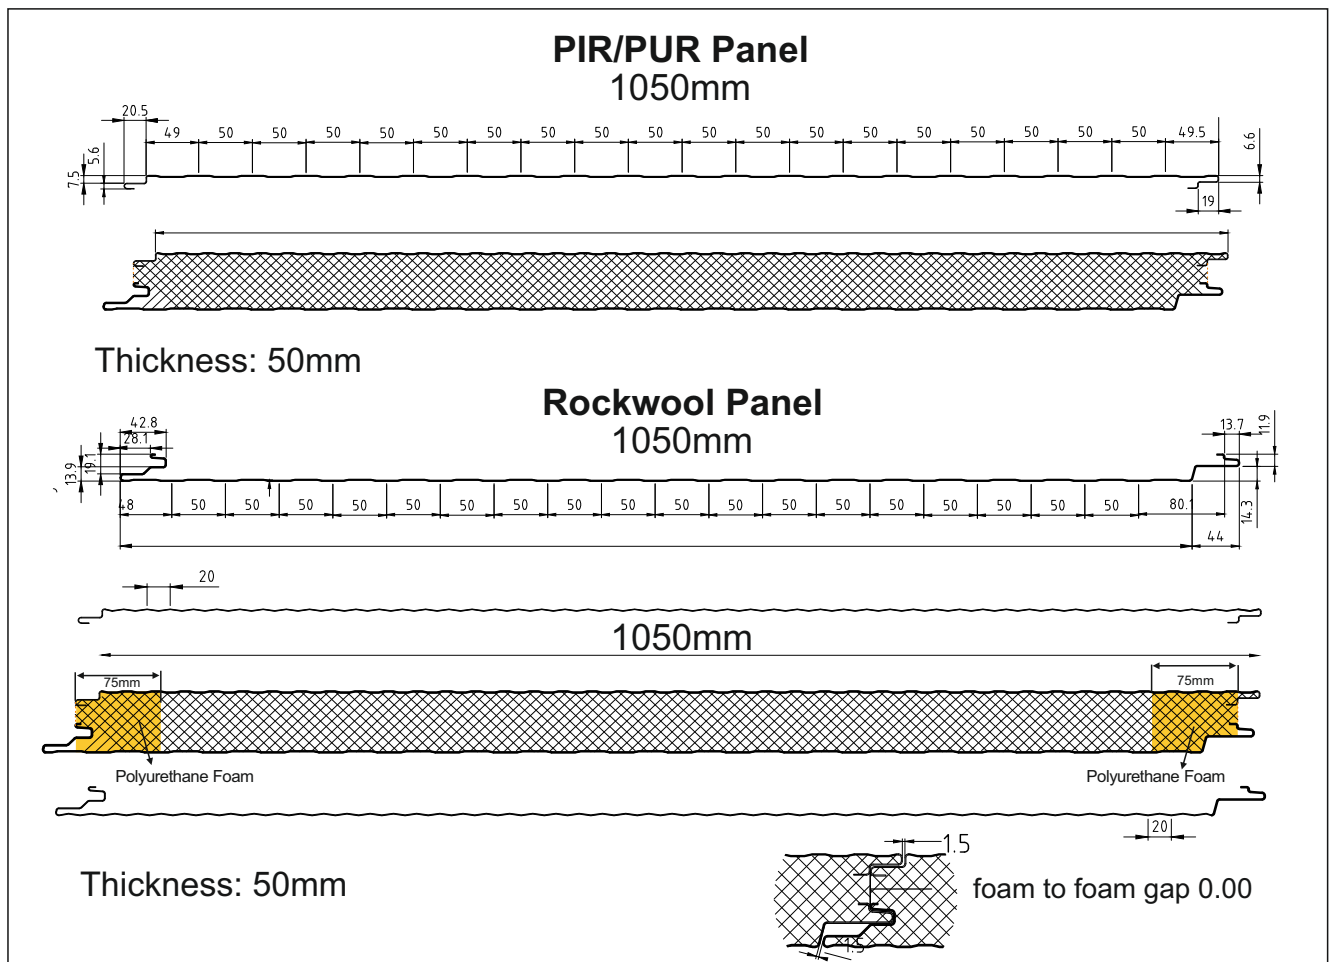 PIR/PUR Panel
1050mm
20.5
49 50 50 50 50 50 50 50 50 50 50 50 50 50 50 50 50 50 50 49.5
5.6
7.5
6.6
19
Thickness: 50mm
Rockwool Panel
1050mm
42.8
28.1
19.1
13.9
13.7
11.9
48 50 50 50 50 50 50 50 50 50 50 50 50 50 50 50 50 50 50 80.1
14.3
44
20
1050mm
75mm
75mm
Polyurethane Foam
Polyurethane Foam
20
Thickness: 50mm
1.5
foam to foam gap 0.00
1.5